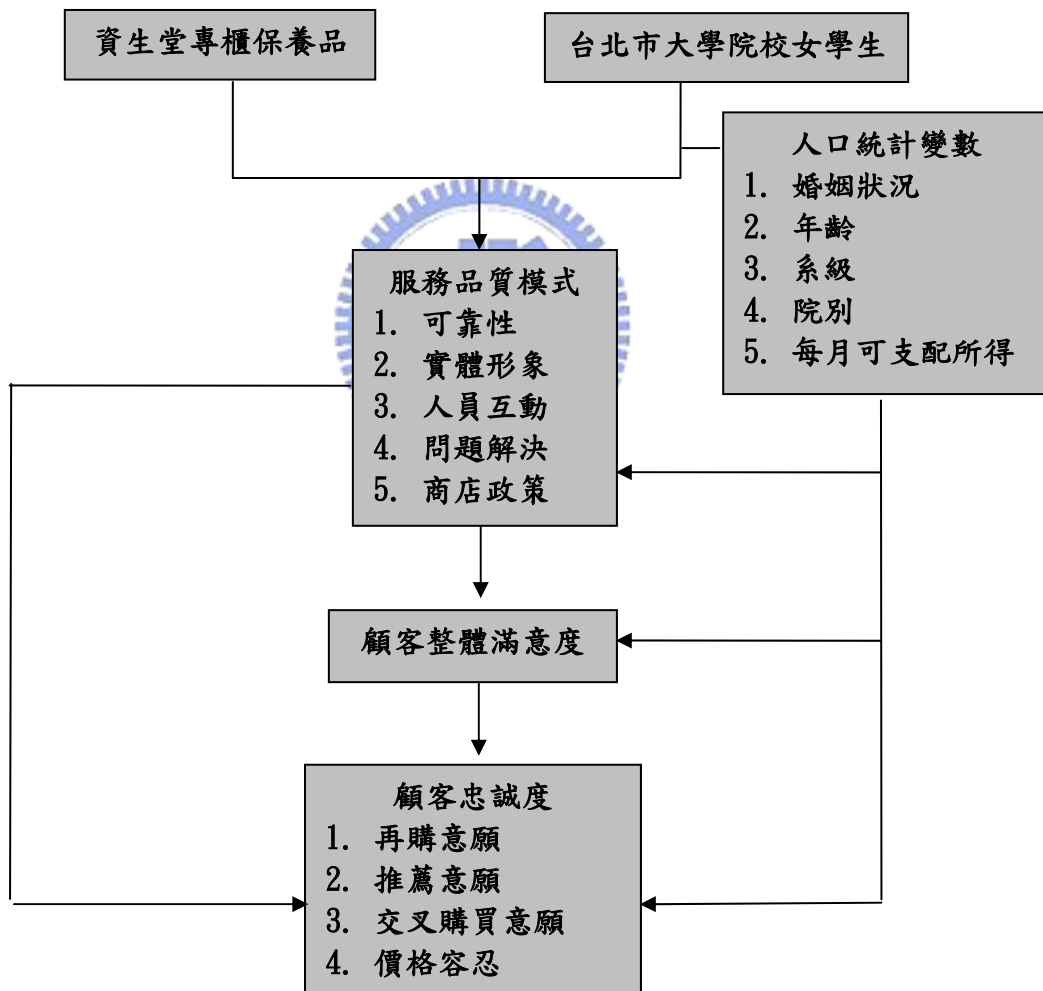 資生堂專櫃保養品
台北市大學院校女學生
人口統計變數
1. 婚姻狀況
2. 年齡
3. 系級
4. 院別
5. 每月可支配所得
服務品質模式
1. 可靠性
2. 實體形象
3. 人員互動
4. 問題解決
5. 商店政策
顧客整體滿意度
顧客忠誠度
1. 再購意願
2. 推薦意願
3. 交叉購買意願
4. 價格容忍